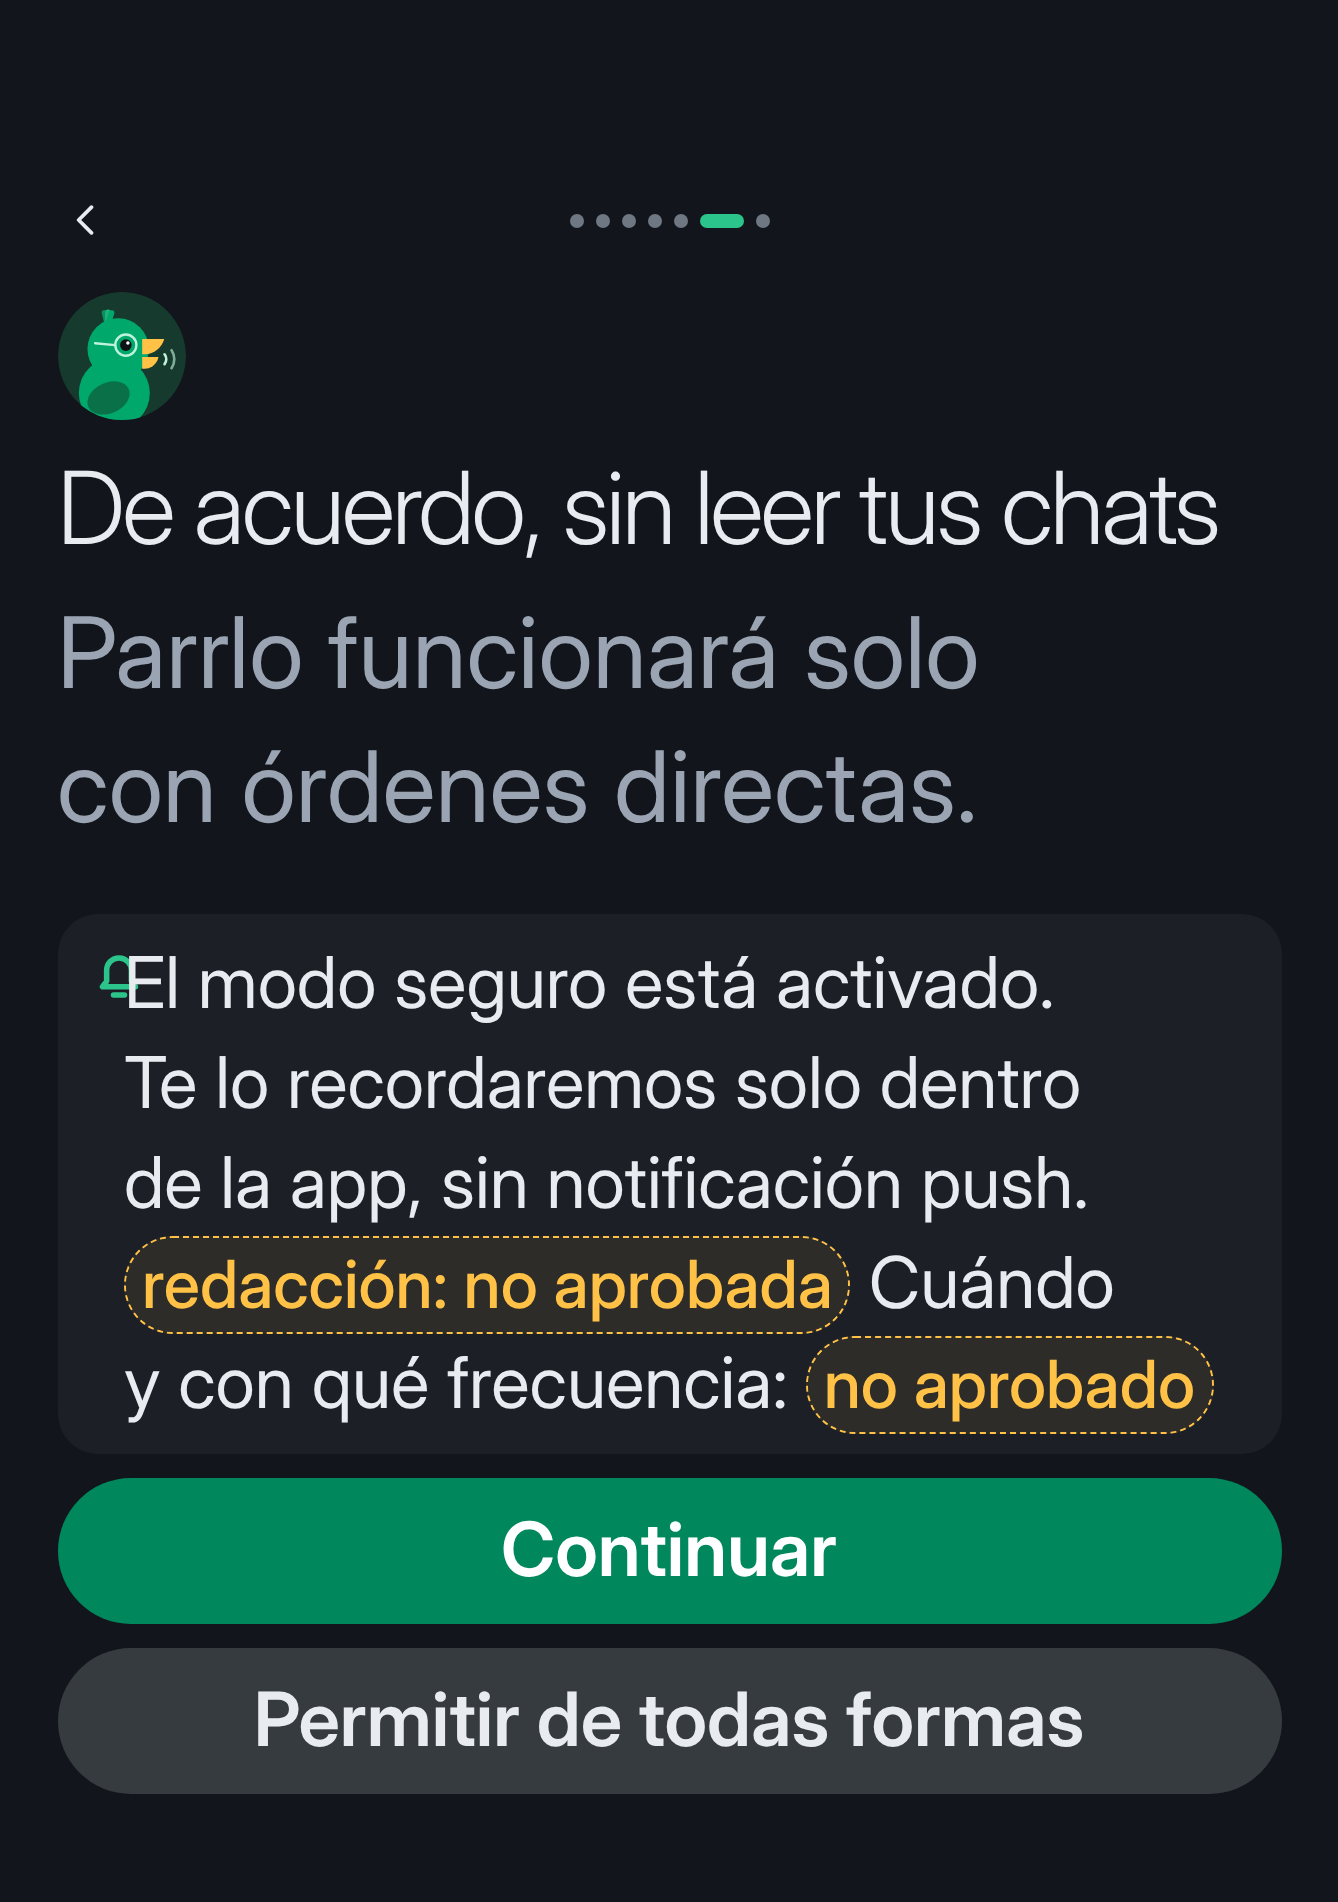 De acuerdo, sin leer tus chats
Parrlo funcionará solo
con órdenes directas.
El modo seguro está activado.
Te lo recordaremos solo dentro
de la app, sin notificación push.
redacción: no aprobada Cuándo
y con qué frecuencia: no aprobado
Continuar
Permitir de todas formas